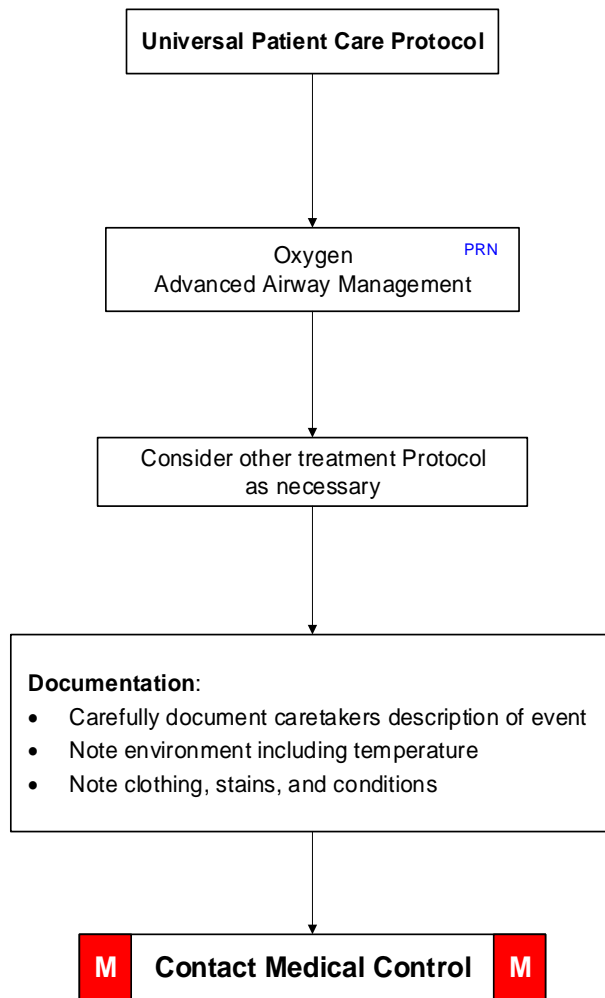 Universal Patient Care Protocol
Oxygen PRN
Advanced Airway Management
Consider other treatment Protocol
as necessary
Documentation:
• Carefully document caretakers description of event
• Note environment including temperature
• Note clothing, stains, and conditions
M Contact Medical Control M